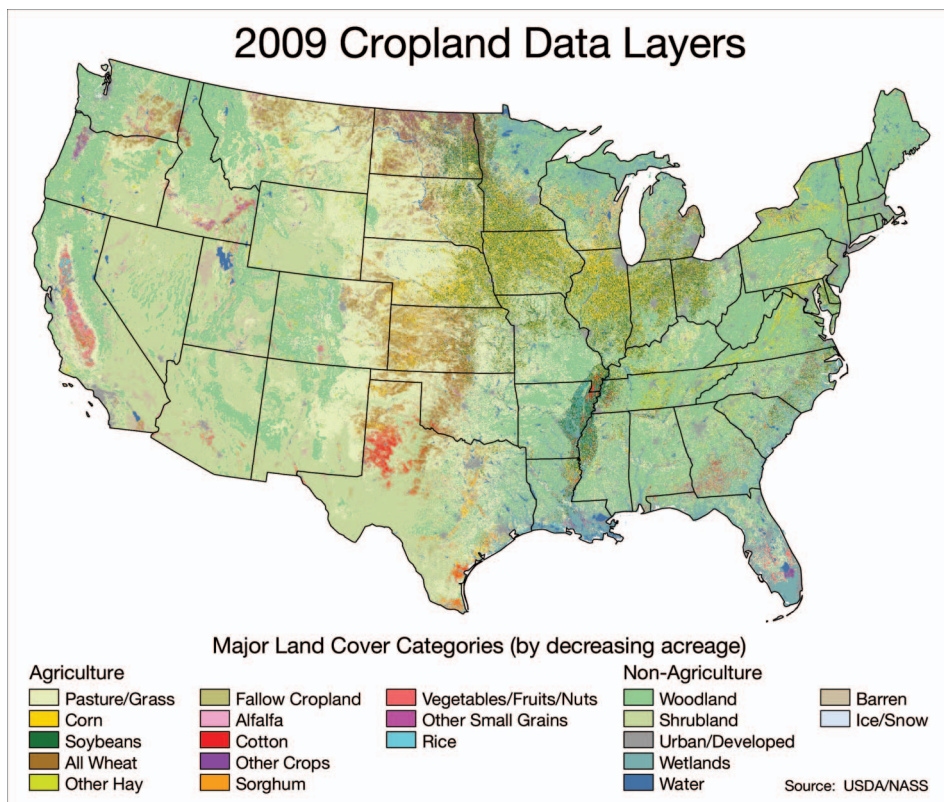 2009 Cropland Data Layers
Major Land Cover Categories (by decreasing acreage)
Agriculture
Pasture/Grass
Corn
Soybeans
All Wheat
Other Hay
Fallow Cropland
Alfalfa
Cotton
Other Crops
Sorghum
Vegetables/Fruits/Nuts
Other Small Grains
Rice
Non-Agriculture
Woodland
Shrubland
Urban/Developed
Wetlands
Water
Barren
Ice/Snow
Source: USDA/NASS